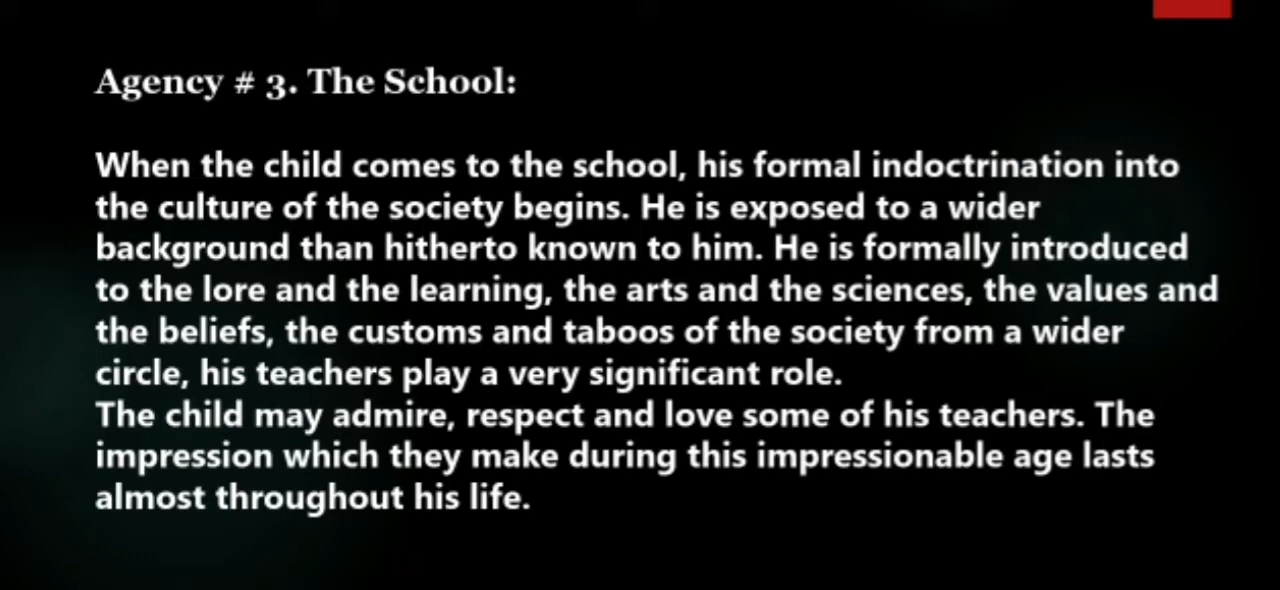 Agency # 3. The School:
When the child comes to the school, his formal indoctrination into
the culture of the society begins. He is exposed to a wider
background than hitherto known to him. He is formally introduced
to the lore and the learning, the arts and the sciences, the values and
the beliefs, the customs and taboos of the society from a wider
circle, his teachers play a very significant role.
The child may admire, respect and love some of his teachers. The
impression which they make during this impressionable age lasts
almost throughout his life.